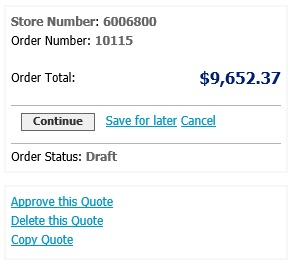 Store Number: 6006800
Order Number: 10115
Order Total: $9,652.37
Continue Save for later Cancel
Order Status: Draft
Approve this Quote
Delete this Quote
Copy Quote